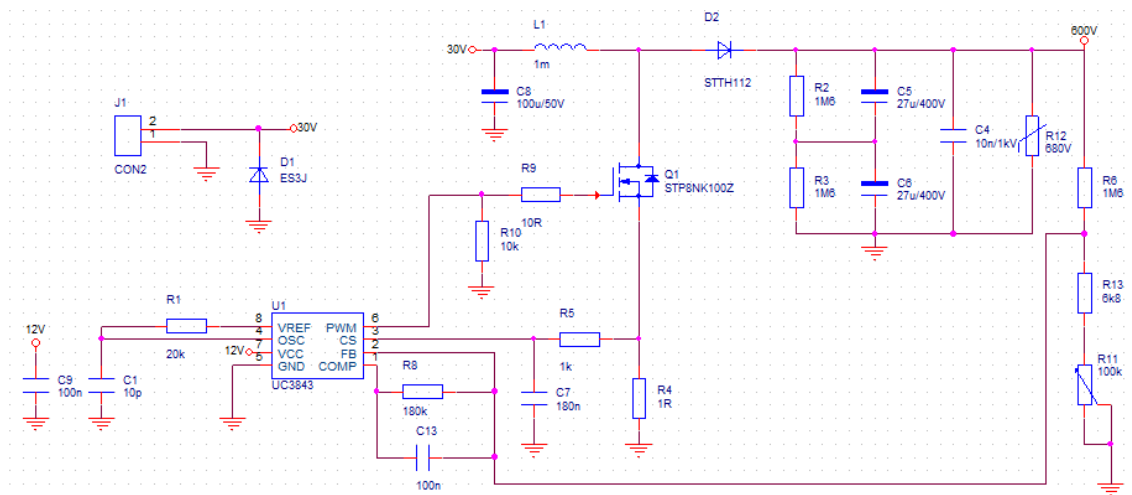 D2
L1
600V
30V
1m
STTH112
C8
100u/50V
R2
1M6
C5
27u/400V
J1
2
1
30V
C4
10n/1kV
R12
680V
CON2
D1
ES3J
R9
Q1
STP8NK100Z
R3
1M6
C6
27u/400V
R6
1M6
10R
R10
10k
R13
6k8
R1
U1
12V
20k
8
4
7
5
VREF
OSC
VCC
GND
PWM
CS
FB
COMP
6
3
2
1
R5
12V
1k
R11
100k
C9
100n
C1
10p
UC3843
R8
180k
C7
180n
R4
1R
C13
100n